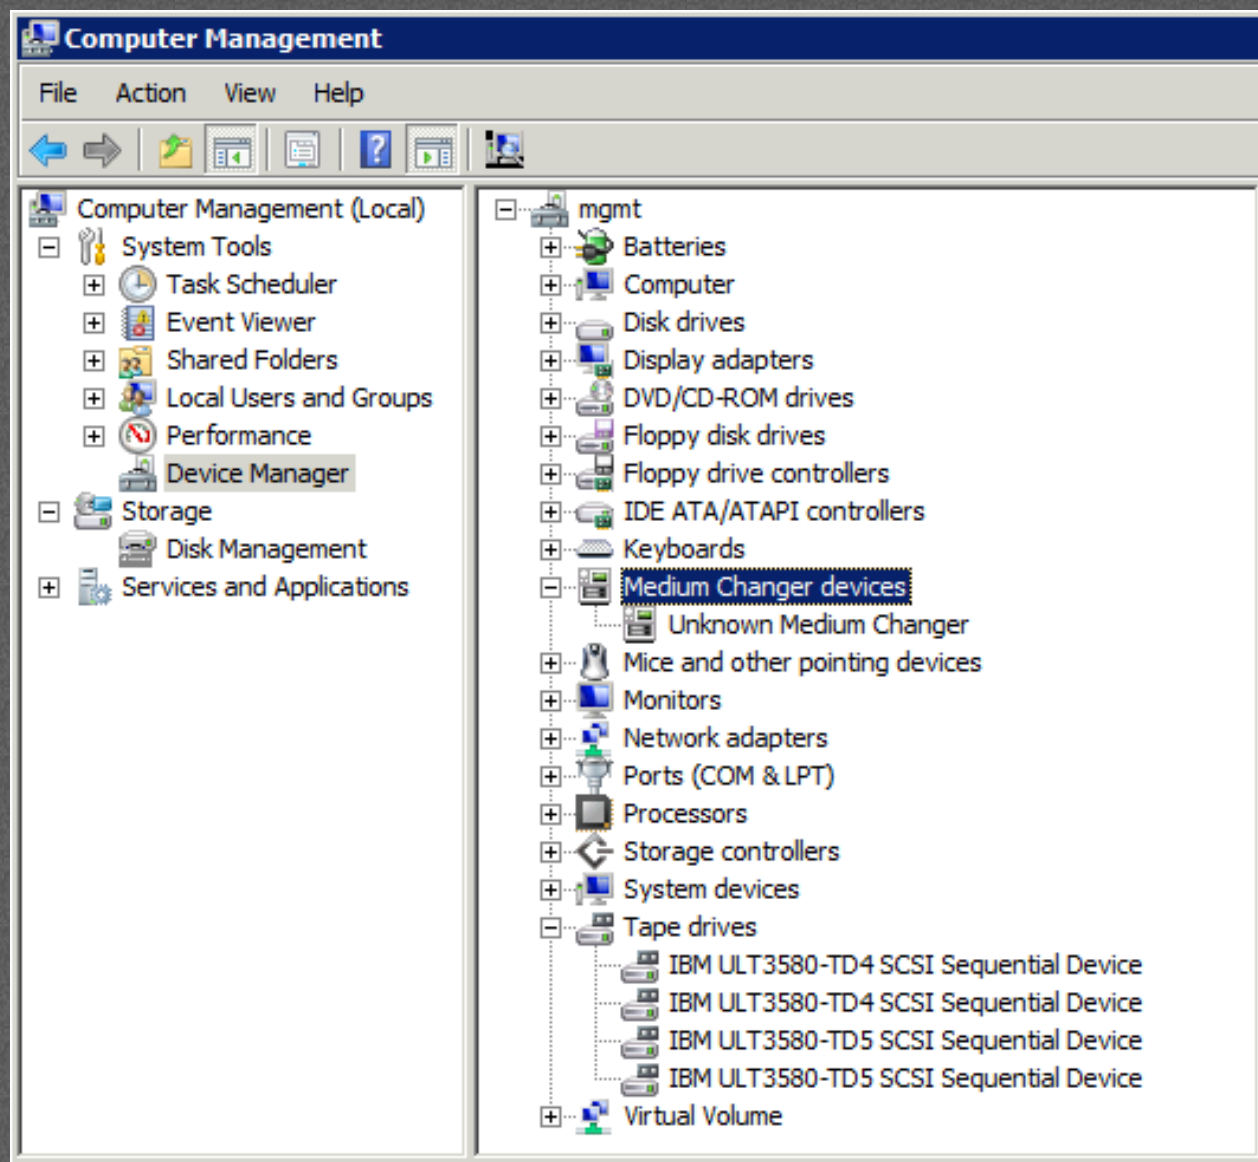 Computer Management
File Action View Help
Computer Management (Local)
System Tools
Task Scheduler
Event Viewer
Shared Folders
Local Users and Groups
Performance
Device Manager
Storage
Disk Management
Services and Applications
mgmt
Batteries
Computer
Disk drives
Display adapters
DVD/CD-ROM drives
Floppy disk drives
Floppy drive controllers
IDE ATA/ATAPI controllers
Keyboards
Medium Changer devices
Unknown Medium Changer
Mice and other pointing devices
Monitors
Network adapters
Ports (COM & LPT)
Processors
Storage controllers
System devices
Tape drives
IBM ULT3580-TD4 SCSI Sequential Device
IBM ULT3580-TD4 SCSI Sequential Device
IBM ULT3580-TD5 SCSI Sequential Device
IBM ULT3580-TD5 SCSI Sequential Device
Virtual Volume